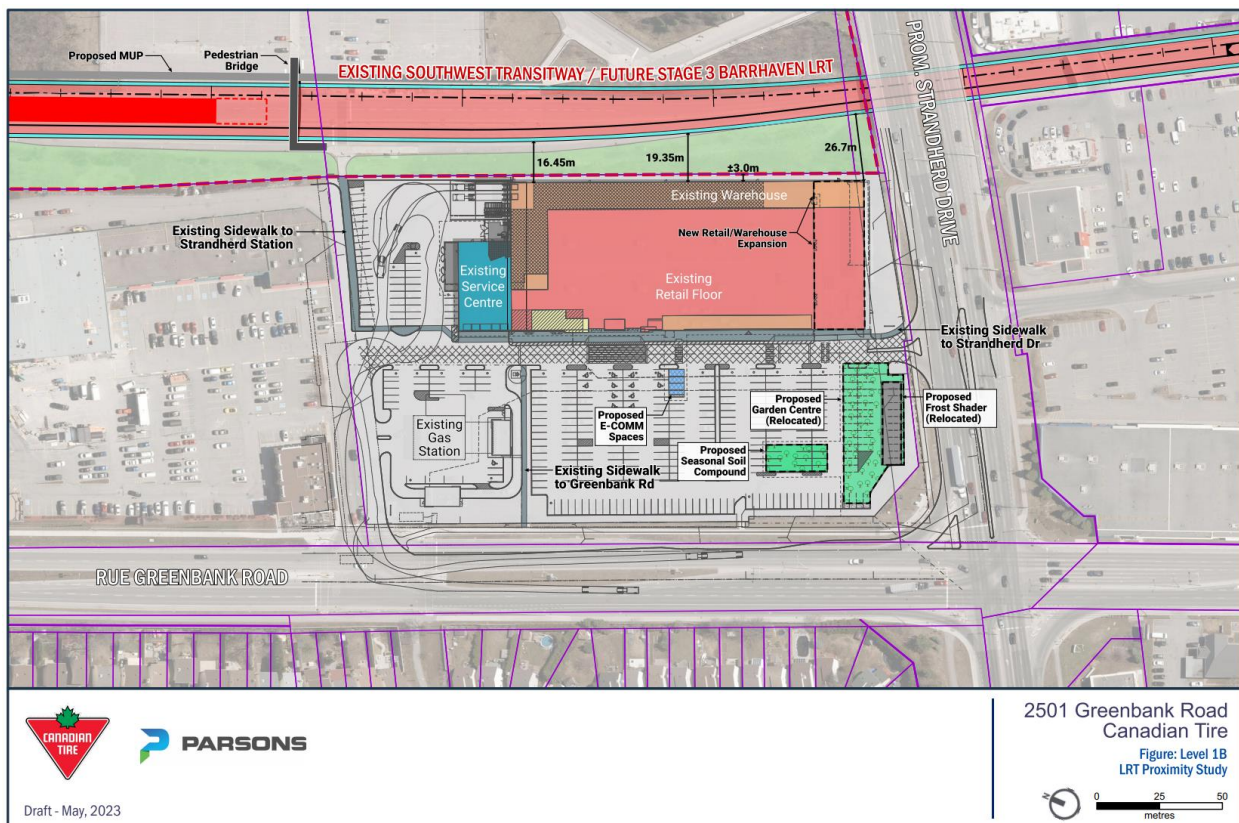 Proposed MUP
Pedestrian
Bridge
EXISTING SOUTHWEST TRANSITWAY / FUTURE STAGE 3 BARRHAVEN LRT
PROM. STRANDHERD DRIVE
16.45m
19.35m
26.7m
±3.0m
Existing Warehouse
Existing Sidewalk to
Strandherd Station
New Retail/Warehouse
Expansion
Existing
Service
Centre
Existing
Retail Floor
Existing Sidewalk
to Strandherd Dr
Proposed
E-COMM
Spaces
Proposed
Garden Centre
(Relocated)
Proposed
Frost Shader
(Relocated)
Existing
Gas
Station
Proposed
Seasonal Soil
Compound
Existing Sidewalk
to Greenbank Rd
RUE GREENBANK ROAD
CANADIAN
TIRE
PARSONS
Draft - May, 2023
2501 Greenbank Road
Canadian Tire
Figure: Level 1B
LRT Proximity Study
N
0 25 50
metres